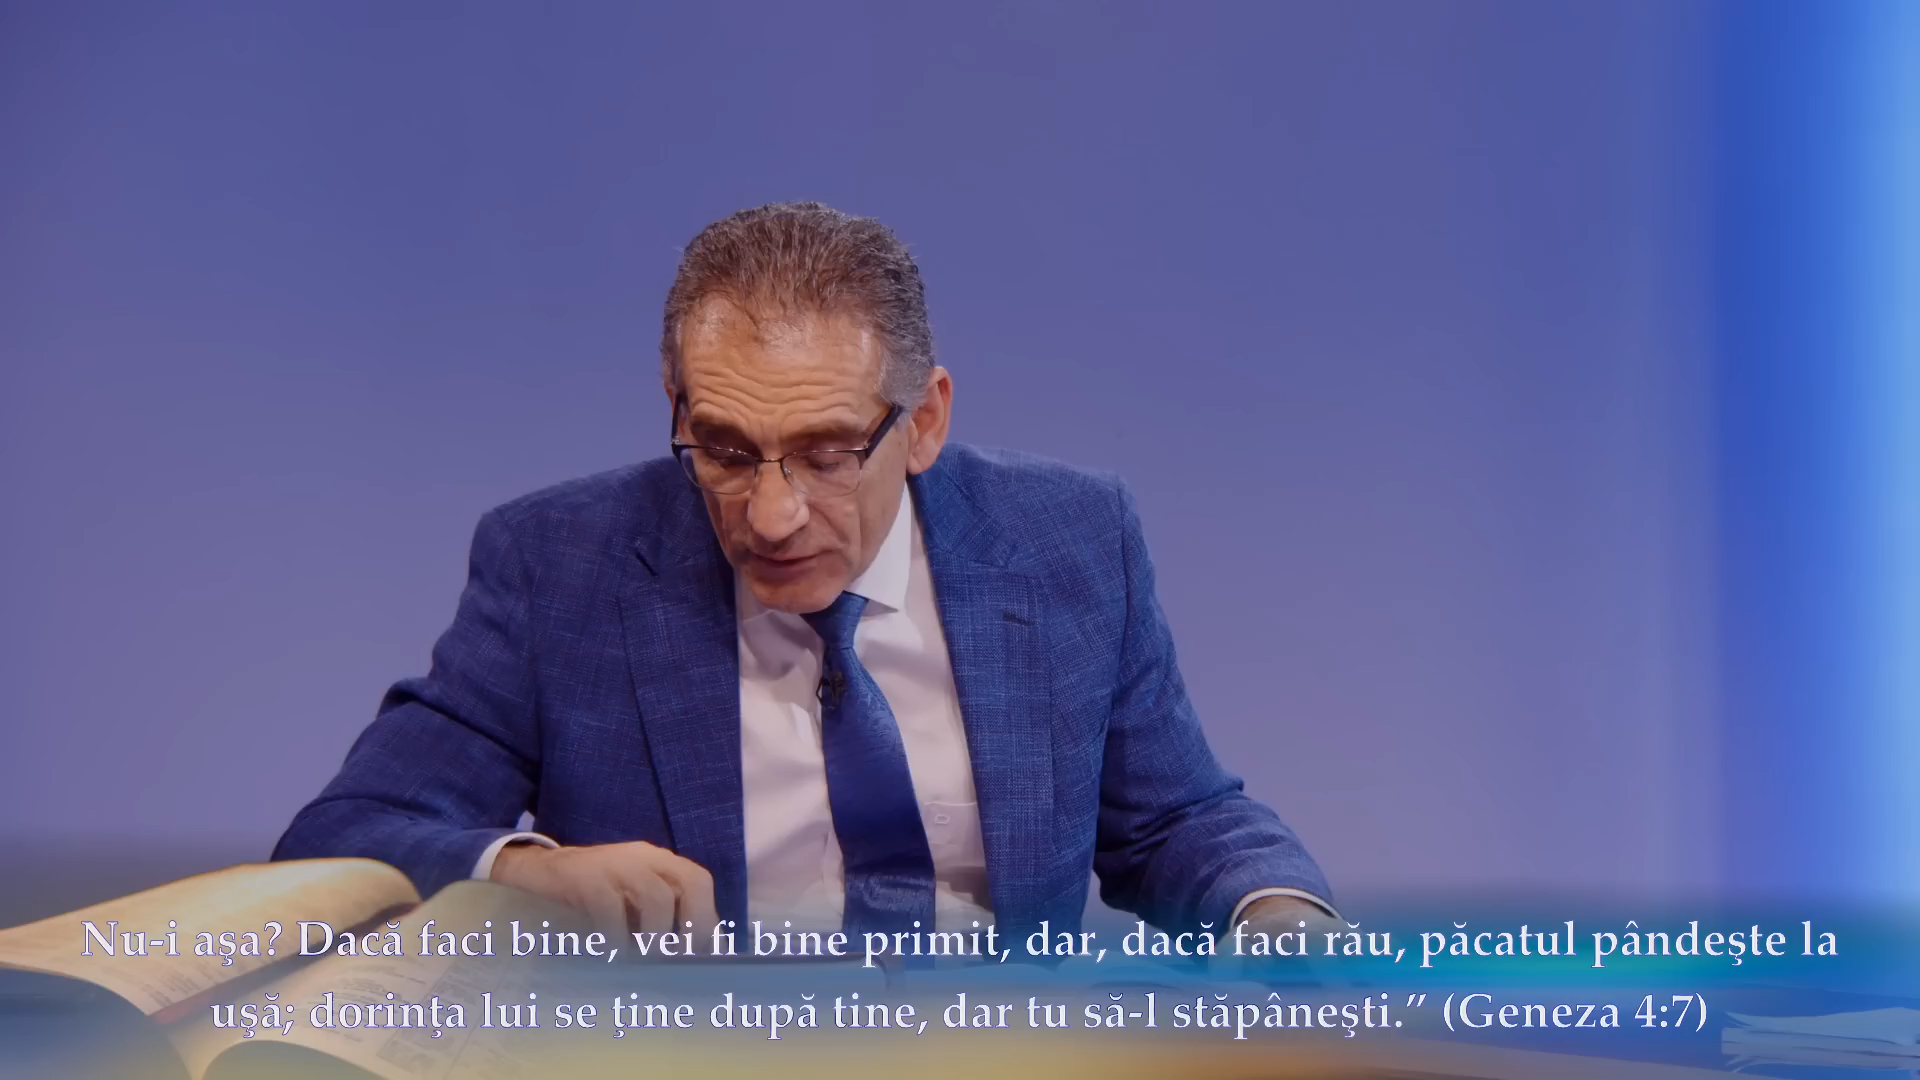 Nu-i aşa? Dacă faci bine, vei fi bine primit, dar, dacă faci rău, păcatul pândeşte la
uşă; dorinţa lui se ţine după tine, dar tu să-l stăpâneşti.” (Geneza 4:7)